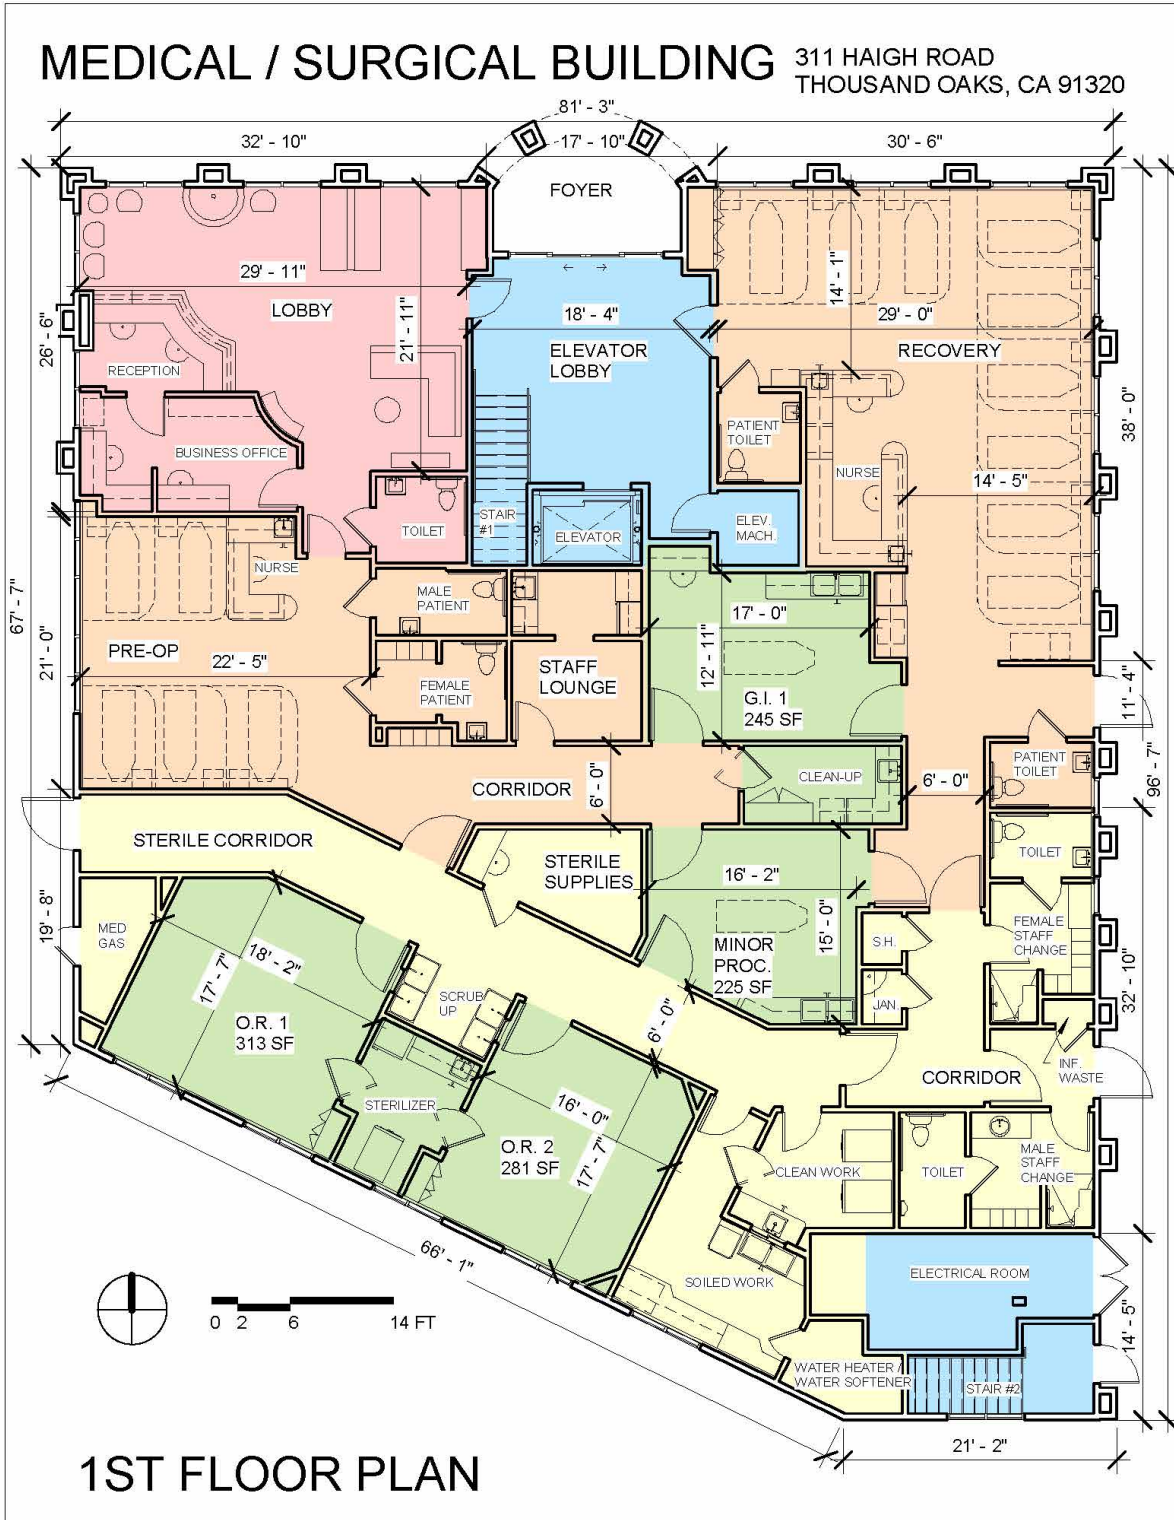 MEDICAL / SURGICAL BUILDING
311 HAIGH ROAD
THOUSAND OAKS, CA 91320
81' - 3"
32' - 10"
17' - 10"
30' - 6"
FOYER
29' - 11"
LOBBY
21' - 11"
18' - 4"
ELEVATOR
LOBBY
14' - 1"
29' - 0"
RECOVERY
26' - 6"
RECEPTION
BUSINESS OFFICE
PATIENT
TOILET
NURSE
14' - 5"
38' - 0"
TOILET
STAIR
#1
ELEVATOR
ELEV.
MACH.
NURSE
67' - 7"
21' - 0"
PRE-OP
22' - 5"
MALE
PATIENT
FEMALE
PATIENT
STAFF
LOUNGE
17' - 0"
12' - 11"
G.I. 1
245 SF
11' - 4"
96' - 7"
CORRIDOR
6' - 0"
CLEAN-UP
6' - 0"
PATIENT
TOILET
STERILE CORRIDOR
STERILE
SUPPLIES
16' - 2"
15' - 0"
TOILET
19' - 8"
MED
GAS
18' - 2"
17' - 7"
O.R. 1
313 SF
SCRUB
UP
MINOR
PROC.
225 SF
S.H.
JAN
FEMALE
STAFF
CHANGE
32' - 10"
6' - 0"
CORRIDOR
INF.
WASTE
STERILIZER
16' - 0"
O.R. 2
281 SF
17' - 7"
CLEAN WORK
TOILET
MALE
STAFF
CHANGE
66' - 1"
SOILED WORK
ELECTRICAL ROOM
14' - 5"
0 2 6 14 FT
WATER HEATER /
WATER SOFTENER
STAIR #2
21' - 2"
1ST FLOOR PLAN